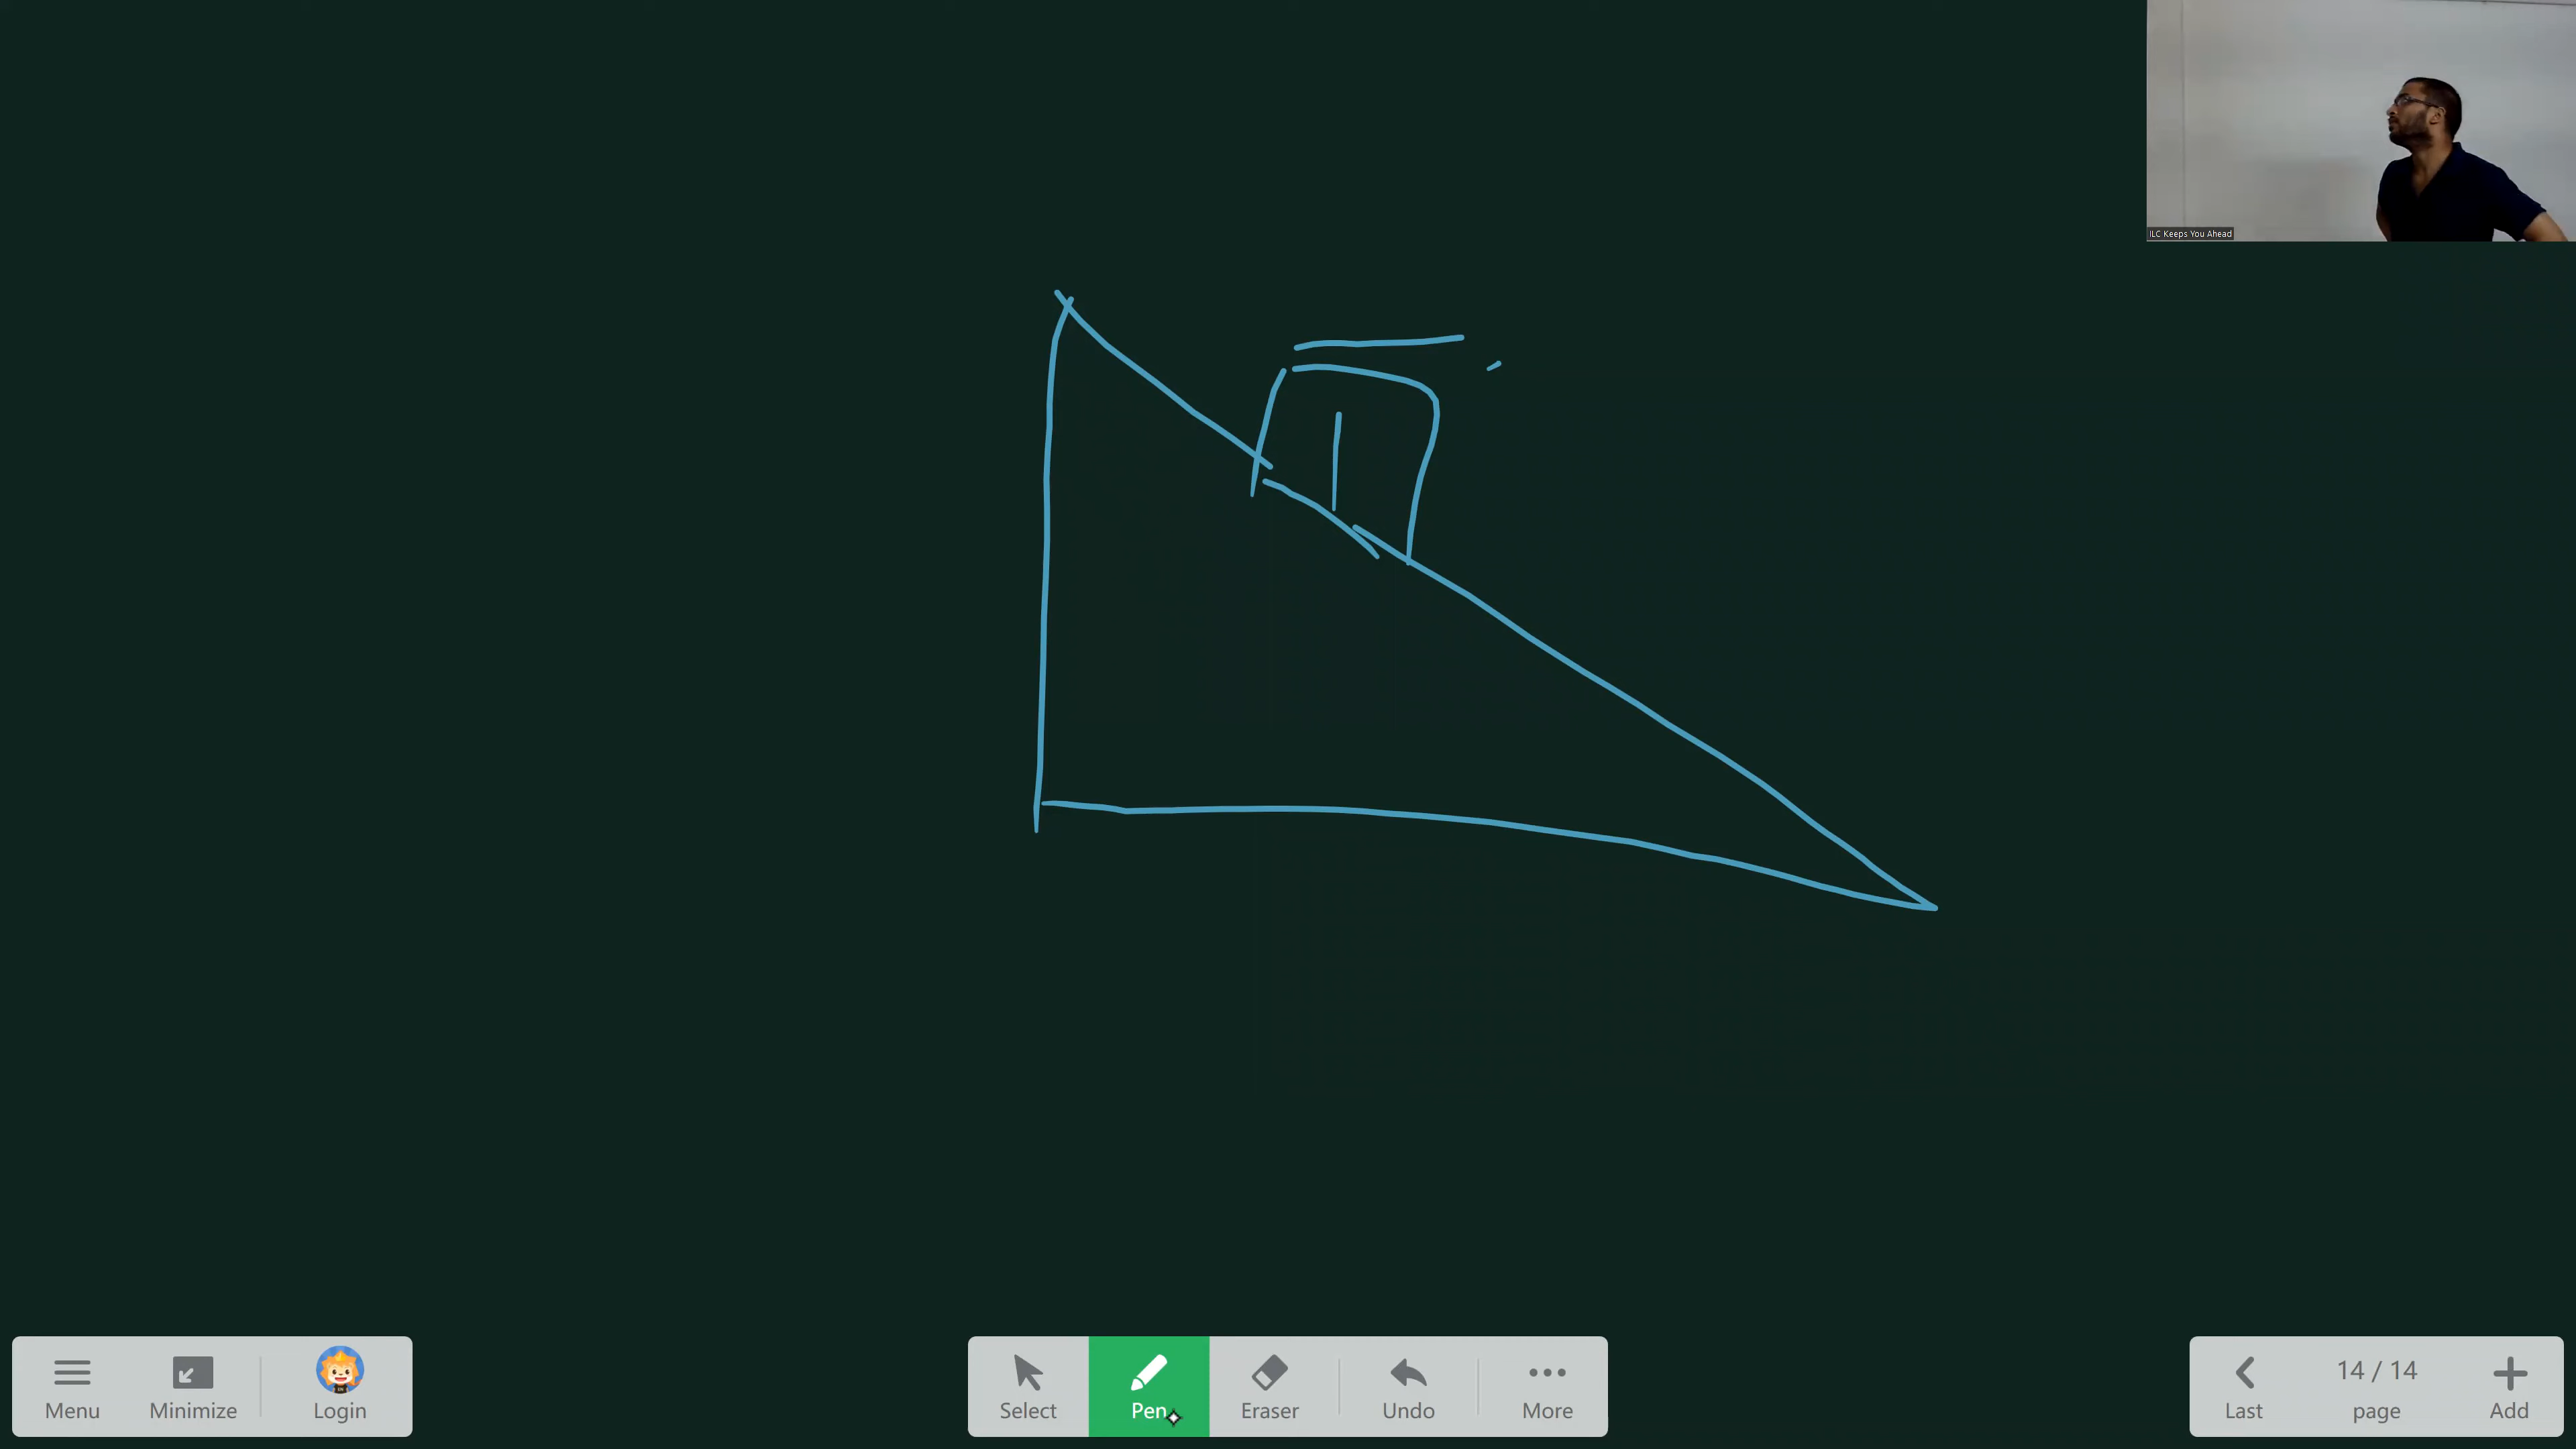 ILC Keeps You Ahead
Menu
Minimize
Login
Select
Pen
Eraser
Undo
More
Last
14 / 14
page
Add